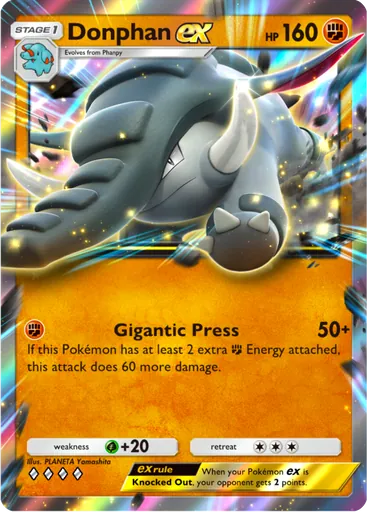 STAGE 1 Donphan ex HP 160
Evolves from Phanpy
Gigantic Press 50+
If this Pokémon has at least 2 extra Energy attached,
this attack does 60 more damage.
weakness +20 retreat
Illus. PLANETA Yamashita
ex rule When your Pokémon ex is
Knocked Out, your opponent gets 2 points.